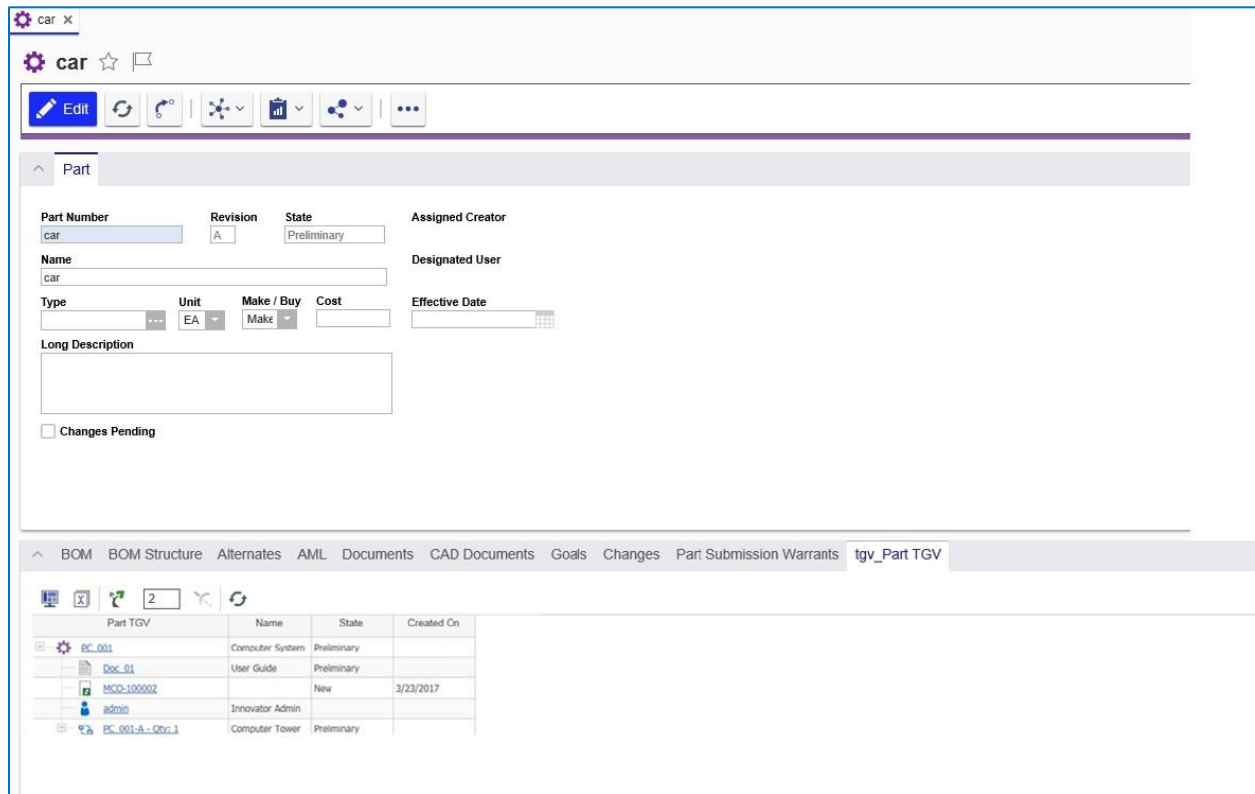 car ×
car
Edit
Part
Part Number Revision State Assigned Creator
car A Preliminary
Name Designated User
car
Type Unit Make / Buy Cost Effective Date
EA Make
Long Description
Changes Pending
BOM BOM Structure Alternates AML Documents CAD Documents Goals Changes Part Submission Warrants tgv_Part TGV
2
Part TGV Name State Created On
PC_001 Computer System Preliminary
Doc_01 User Guide Preliminary
MCO-100002 New 3/23/2017
admin Innovator Admin
PC_001-A - Qty: 1 Computer Tower Preliminary